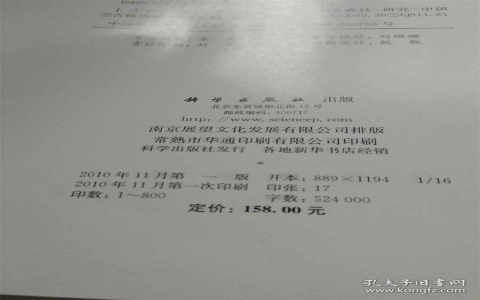 科学出版社 出版
北京东黄城根北街16号
邮政编码：100717
http://www.sciencep.com
南京展望文化发展有限公司排版
常熟市华通印刷有限公司印刷
科学出版社发行 各地新华书店经销
*
2010年11月第一版 开本：889×1194 1/16
2010年11月第一次印刷 印张：17
印数：1—800 字数：524 000
定价：158.00元
孔夫子旧书网
www.kongfz.com